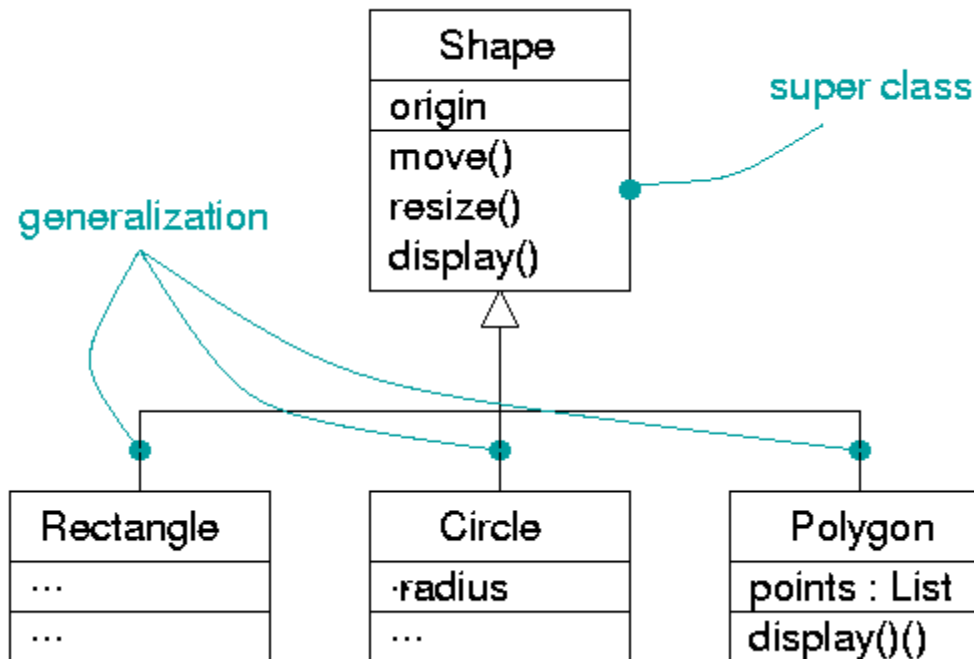 Shape
origin
super class
move()
resize()
generalization
display()
Rectangle
...
...
Circle
-radius
...
Polygon
points : List
display()()